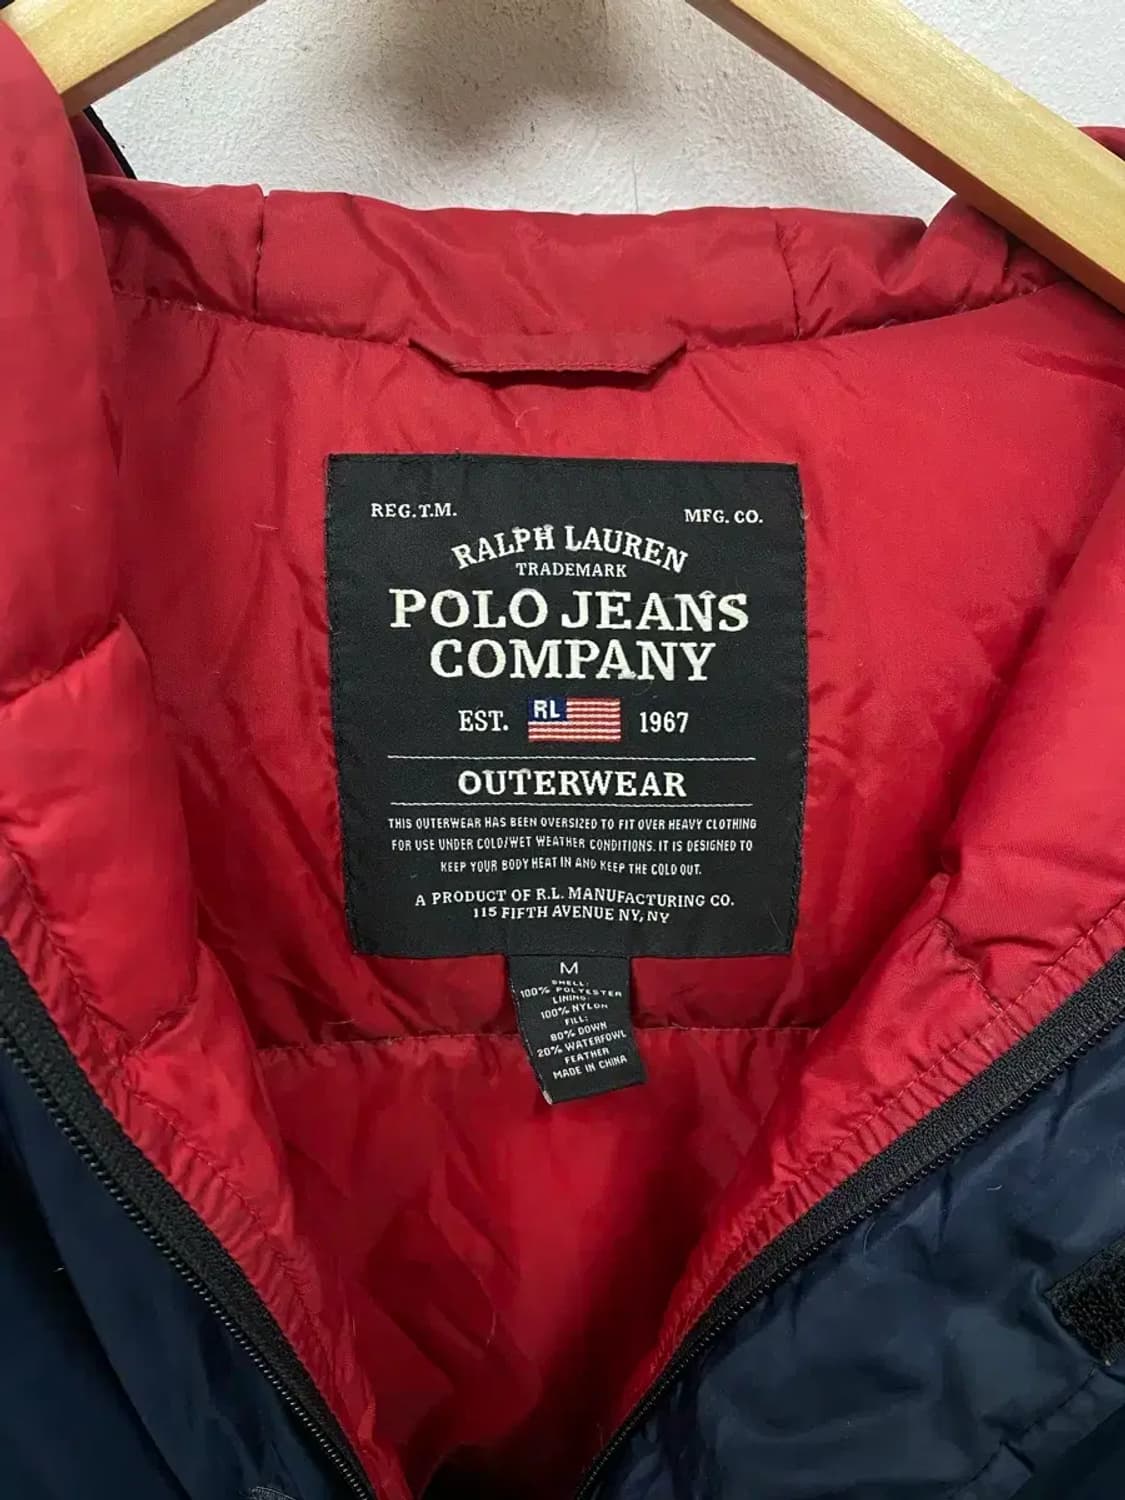 REG.T.M. MFG. CO.
RALPH LAUREN
TRADEMARK
POLO JEANS
COMPANY
EST. RL 1967
OUTERWEAR
THIS OUTERWEAR HAS BEEN OVERSIZED TO FIT OVER HEAVY CLOTHING
FOR USE UNDER COLD/WET WEATHER CONDITIONS. IT IS DESIGNED TO
KEEP YOUR BODY HEAT IN AND KEEP THE COLD OUT.
A PRODUCT OF R.L. MANUFACTURING CO.
115 FIFTH AVENUE NY, NY
M
SHELL:
100% POLYESTER
LINING:
100% NYLON
FILL:
80% DOWN
20% WATERFOWL
FEATHER
MADE IN CHINA